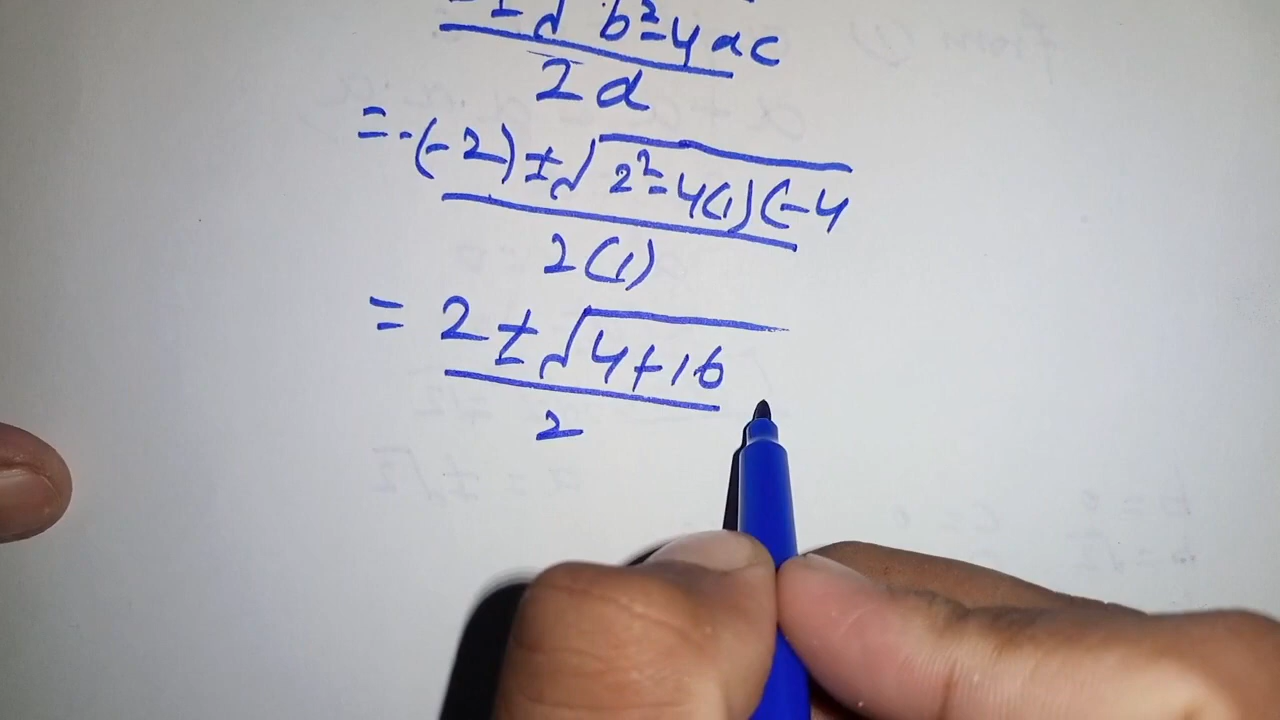 ± √ b²-4ac
2a
= -(-2) ± √ 2²-4(1)(-4
2(1)
= 2 ± √ 4+16
2